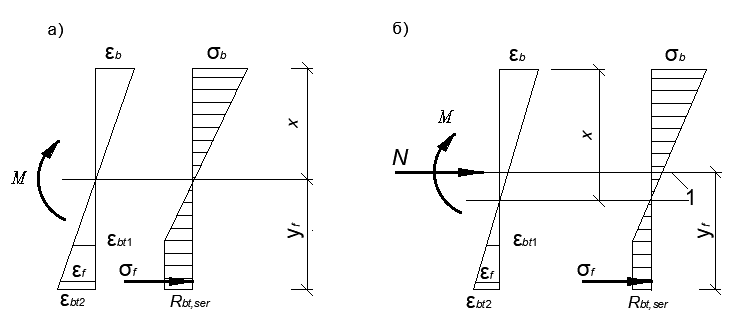 а)
εb
σb
x
M
yf
εbt1
εf
σf
εbt2
Rbt,ser
б)
εb
σb
x
M
N
1
yf
εbt1
εf
σf
εbt2
Rbt,ser